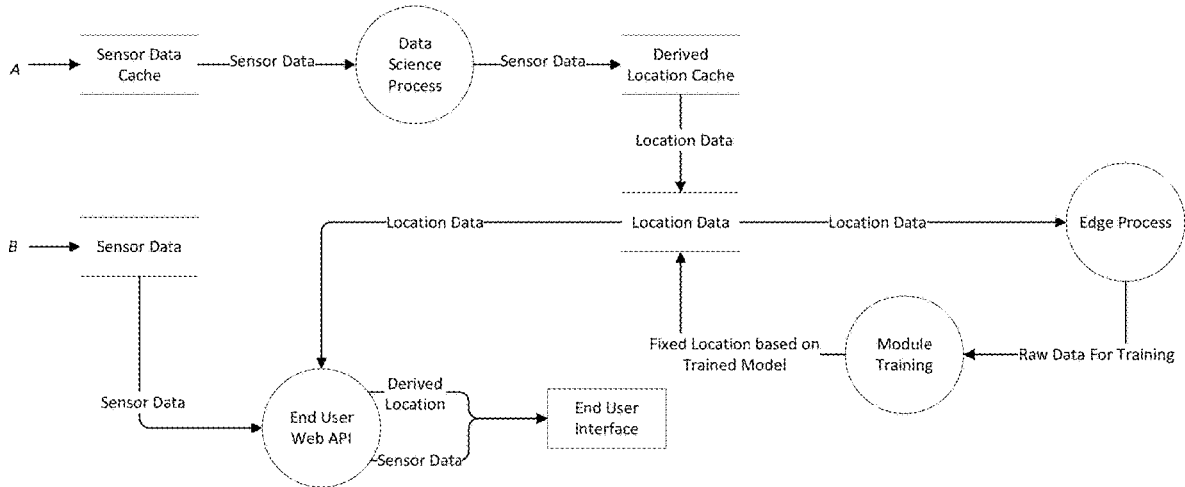 A
Sensor Data
Cache
Sensor Data
Data
Science
Process
Sensor Data
Derived
Location Cache
Location Data
B
Sensor Data
Location Data
Location Data
Location Data
Edge Process
Fixed Location based on
Trained Model
Module
Training
Raw Data For Training
Sensor Data
End User
Web API
Derived
Location
Sensor Data
End User
Interface